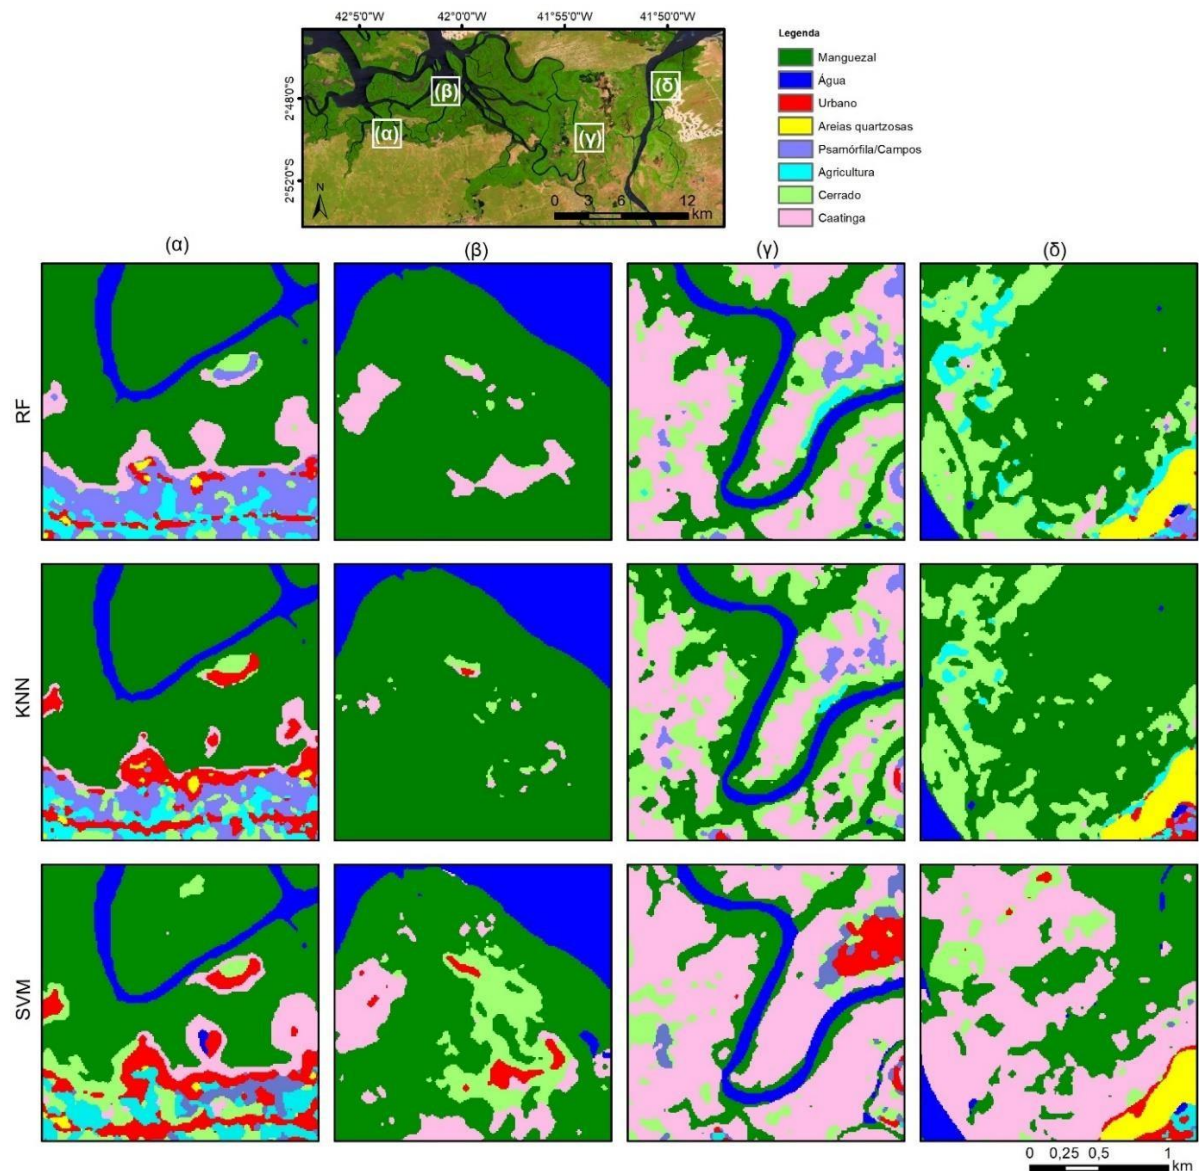 42°5'0"W 42°0'0"W 41°55'0"W 41°50'0"W
2°48'0"S
2°52'0"S
(α)
(β)
(γ)
(δ)
N
0 3 6 12
km
Legenda
Manguezal
Água
Urbano
Areias quartzosas
Psamórfila/Campos
Agricultura
Cerrado
Caatinga
(α) (β) (γ) (δ)
RF
KNN
SVM
0 0,25 0,5 1
km